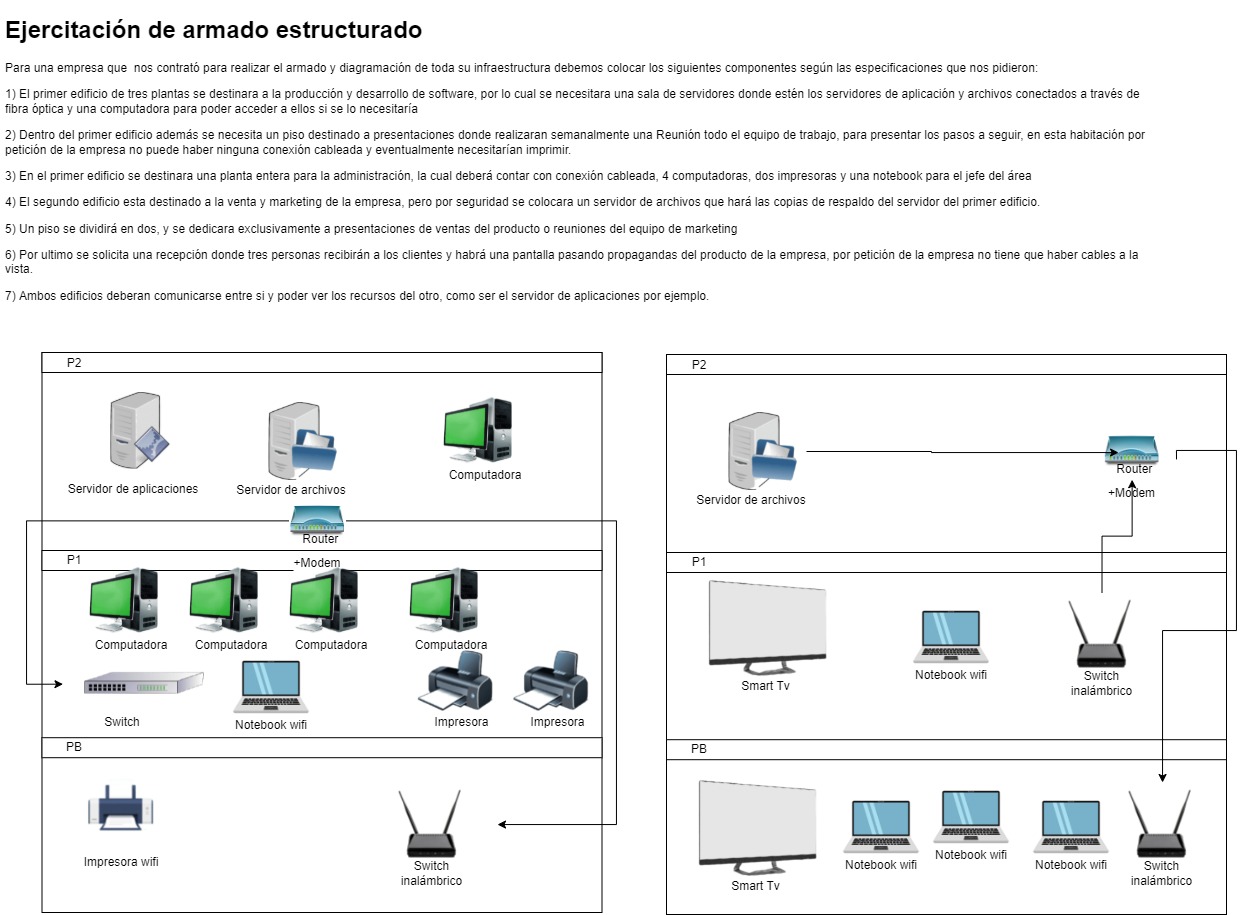 Ejercitación de armado estructurado
Para una empresa que  nos contrató para realizar el armado y diagramación de toda su infraestructura debemos colocar los siguientes componentes según las especificaciones que nos pidieron:
1) El primer edificio de tres plantas se destinara a la producción y desarrollo de software, por lo cual se necesitara una sala de servidores donde estén los servidores de aplicación y archivos conectados a través de
fibra óptica y una computadora para poder acceder a ellos si se lo necesitaría
2) Dentro del primer edificio además se necesita un piso destinado a presentaciones donde realizaran semanalmente una Reunión todo el equipo de trabajo, para presentar los pasos a seguir, en esta habitación por
petición de la empresa no puede haber ninguna conexión cableada y eventualmente necesitarían imprimir.
3) En el primer edificio se destinara una planta entera para la administración, la cual deberá contar con conexión cableada, 4 computadoras, dos impresoras y una notebook para el jefe del área
4) El segundo edificio esta destinado a la venta y marketing de la empresa, pero por seguridad se colocara un servidor de archivos que hará las copias de respaldo del servidor del primer edificio.
5) Un piso se dividirá en dos, y se dedicara exclusivamente a presentaciones de ventas del producto o reuniones del equipo de marketing
6) Por ultimo se solicita una recepción donde tres personas recibirán a los clientes y habrá una pantalla pasando propagandas del producto de la empresa, por petición de la empresa no tiene que haber cables a la
vista.
7) Ambos edificios deberan comunicarse entre si y poder ver los recursos del otro, como ser el servidor de aplicaciones por ejemplo.
P2
Servidor de aplicaciones
Servidor de archivos
Computadora
Router
+Modem
P1
Computadora
Computadora
Computadora
Computadora
Switch
Notebook wifi
Impresora
Impresora
PB
Impresora wifi
Switch
inalámbrico
P2
Servidor de archivos
Router
+Modem
P1
Smart Tv
Notebook wifi
Switch
inalámbrico
PB
Smart Tv
Notebook wifi
Notebook wifi
Notebook wifi
Switch
inalámbrico